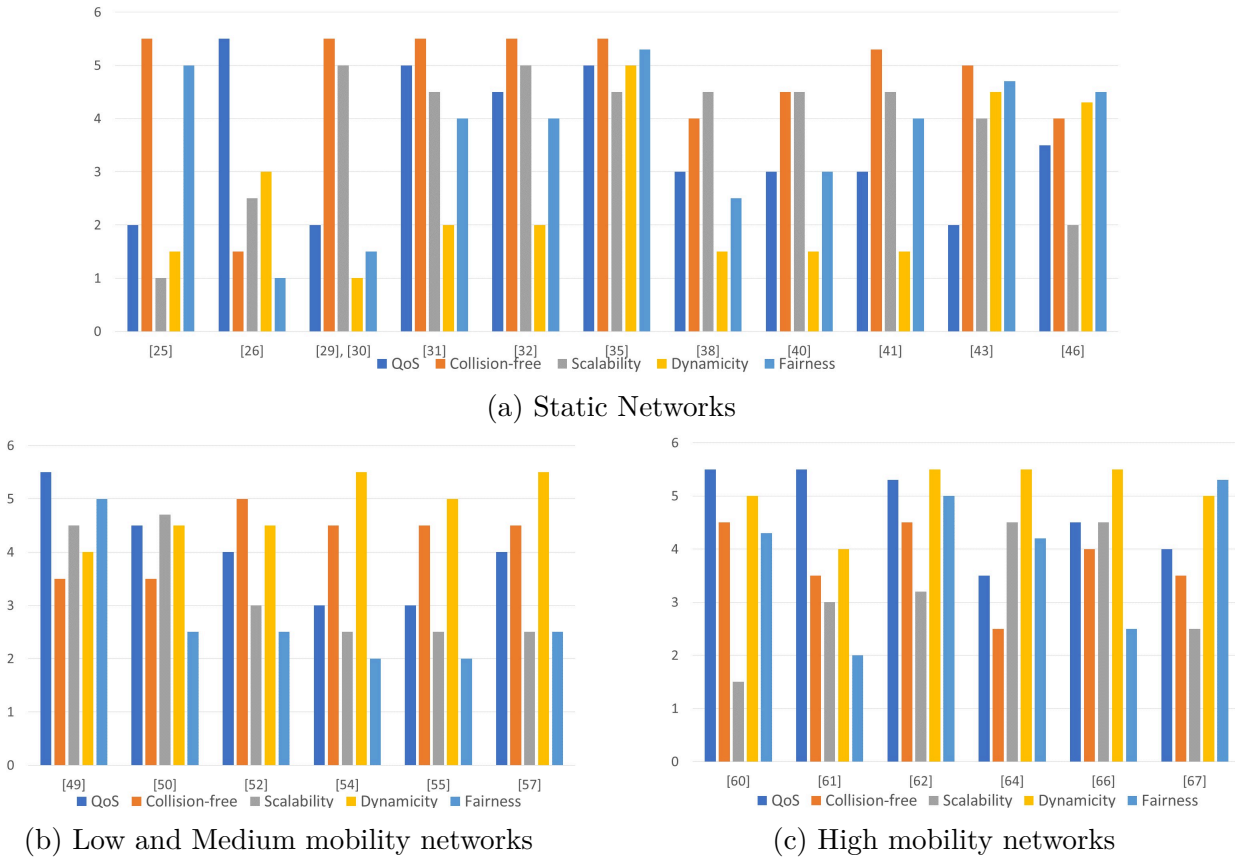 6
5
4
3
2
1
0
[25] [26] [29], [30] [31] [32] [35] [38] [40] [41] [43] [46]
QoS Collision-free Scalability Dynamicity Fairness
(a) Static Networks
6
5
4
3
2
1
0
[49] [50] [52] [54] [55] [57]
QoS Collision-free Scalability Dynamicity Fairness
(b) Low and Medium mobility networks
6
5
4
3
2
1
0
[60] [61] [62] [64] [66] [67]
QoS Collision-free Scalability Dynamicity Fairness
(c) High mobility networks